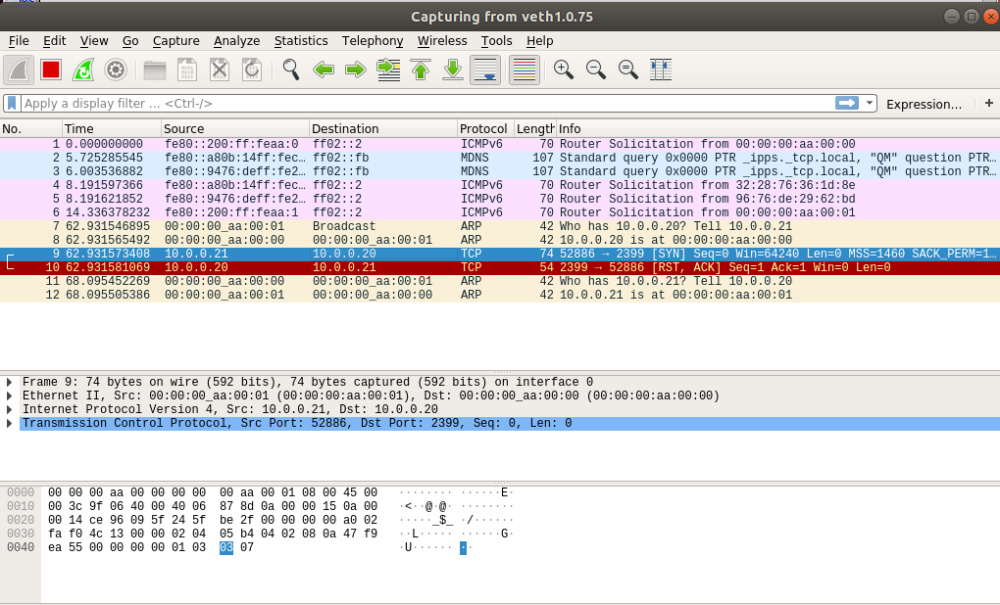 Capturing from veth1.0.75
File Edit View Go Capture Analyze Statistics Telephony Wireless Tools Help
Apply a display filter ... <Ctrl-/> Expression... +
No. Time Source Destination Protocol Length Info
1 0.000000000 fe80::200:ff:feaa:0 ff02::2 ICMPv6 70 Router Solicitation from 00:00:00:aa:00:00
2 5.725285545 fe80::a80b:14ff:fec… ff02::fb MDNS 107 Standard query 0x0000 PTR _ipps._tcp.local, "QM" question PTR…
3 6.003536882 fe80::9476:deff:fe2… ff02::fb MDNS 107 Standard query 0x0000 PTR _ipps._tcp.local, "QM" question PTR…
4 8.191597366 fe80::a80b:14ff:fec… ff02::2 ICMPv6 70 Router Solicitation from 32:28:76:36:1d:8e
5 8.191621852 fe80::9476:deff:fe2… ff02::2 ICMPv6 70 Router Solicitation from 96:76:de:29:62:bd
6 14.336378232 fe80::200:ff:feaa:1 ff02::2 ICMPv6 70 Router Solicitation from 00:00:00:aa:00:01
7 62.931546895 00:00:00_aa:00:01 Broadcast ARP 42 Who has 10.0.0.20? Tell 10.0.0.21
8 62.931565492 00:00:00_aa:00:00 00:00:00_aa:00:01 ARP 42 10.0.0.20 is at 00:00:00:aa:00:00
9 62.931573408 10.0.0.21 10.0.0.20 TCP 74 52886 → 2399 [SYN] Seq=0 Win=64240 Len=0 MSS=1460 SACK_PERM=1…
10 62.931581069 10.0.0.20 10.0.0.21 TCP 54 2399 → 52886 [RST, ACK] Seq=1 Ack=1 Win=0 Len=0
11 68.095452269 00:00:00_aa:00:00 00:00:00_aa:00:01 ARP 42 Who has 10.0.0.21? Tell 10.0.0.20
12 68.095505386 00:00:00_aa:00:01 00:00:00_aa:00:00 ARP 42 10.0.0.21 is at 00:00:00:aa:00:01
Frame 9: 74 bytes on wire (592 bits), 74 bytes captured (592 bits) on interface 0
Ethernet II, Src: 00:00:00_aa:00:01 (00:00:00:aa:00:01), Dst: 00:00:00_aa:00:00 (00:00:00:aa:00:00)
Internet Protocol Version 4, Src: 10.0.0.21, Dst: 10.0.0.20
Transmission Control Protocol, Src Port: 52886, Dst Port: 2399, Seq: 0, Len: 0
0000 00 00 00 aa 00 00 00 00 00 aa 00 01 08 00 45 00 ········ ······E·
0010 00 3c 9f 06 40 00 40 06 87 8d 0a 00 00 15 0a 00 ·<··@·@· ········
0020 00 14 ce 96 09 5f 24 5f be 2f 00 00 00 00 a0 02 ·····_$_ ·/······
0030 fa f0 4c 13 00 00 02 04 05 b4 04 02 08 0a 47 f9 ··L····· ······G·
0040 ea 55 00 00 00 00 01 03 03 07 ·U······ ··